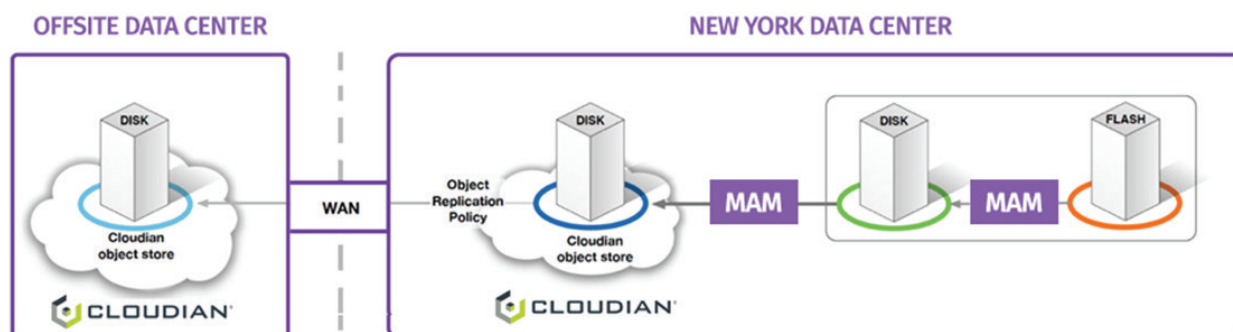 OFFSITE DATA CENTER
NEW YORK DATA CENTER
DISK
Cloudian
object store
CLOUDIAN®
WAN
Object
Replication
Policy
DISK
Cloudian
object store
CLOUDIAN®
MAM
DISK
MAM
FLASH